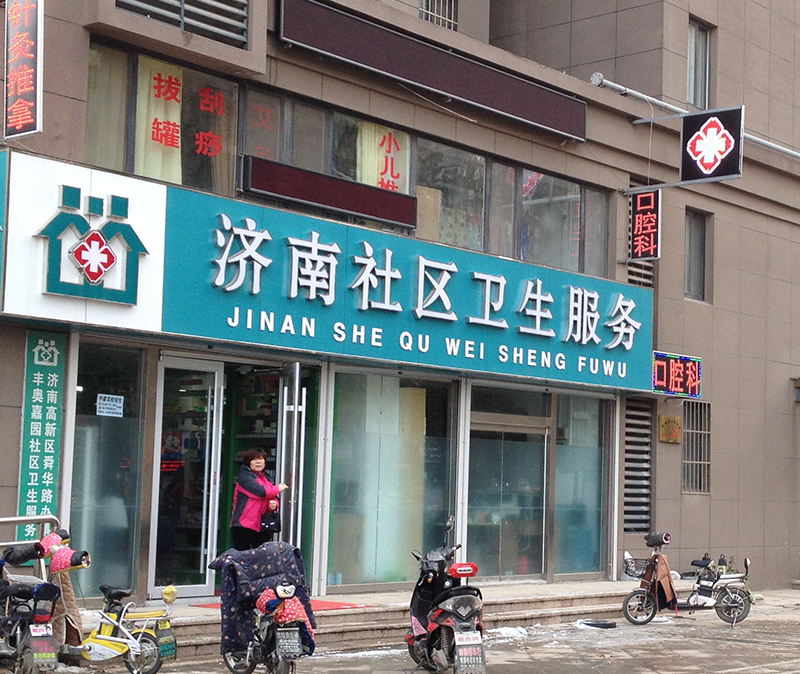 针灸推拿
拔罐
刮痧
小儿推
口腔科
济南社区卫生服务
JINAN SHE QU WEI SHENG FUWU
口腔科
济南高新区舜华路办
丰奥嘉园社区卫生服务